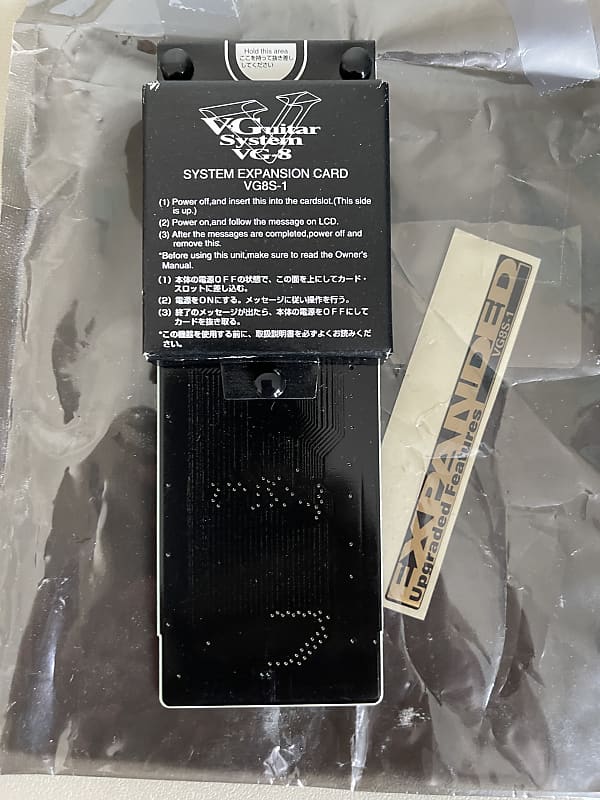 Hold this area
ここを持って抜き差し
してください
VGuitar
System
VG-8
SYSTEM EXPANSION CARD
VG8S-1
(1) Power off,and insert this into the cardslot.(This side
is up.)
(2) Power on,and follow the message on LCD.
(3) After the messages are completed,power off and
remove this.
*Before using this unit,make sure to read the Owner's
Manual.
(1) 本体の電源OFFの状態で、この面を上にしてカード・
スロットに差し込む。
(2) 電源をONにする。メッセージに従い操作を行う。
(3) 終了のメッセージが出たら、本体の電源をOFFにして
カードを抜き取る。
*この機器を使用する前に、取扱説明書を必ずよくお読みくだ
さい。
EXPANDED
VG8S-1
Upgraded Features